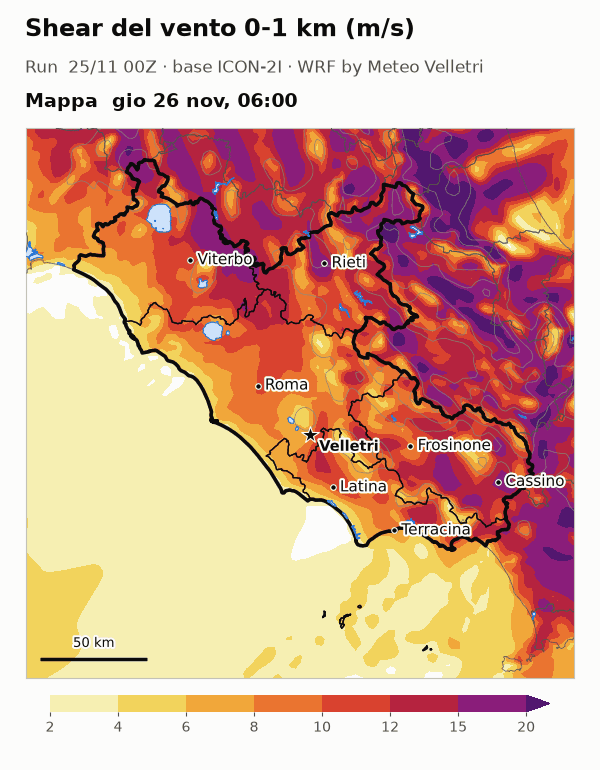 Shear del vento 0-1 km (m/s)
Run  25/11 00Z · base ICON-2I · WRF by Meteo Velletri
Mappa  gio 26 nov, 06:00
Viterbo
Rieti
Roma
Velletri
Frosinone
Latina
Cassino
Terracina
50 km
2 4 6 8 10 12 15 20